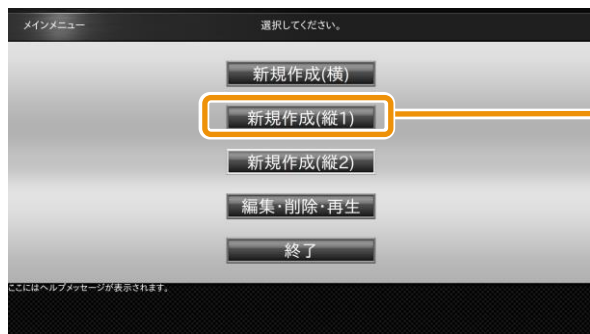 メインメニュー
選択してください。
新規作成(横)
新規作成(縦1)
新規作成(縦2)
編集･削除･再生
終了
ここにはヘルプメッセージが表示されます。